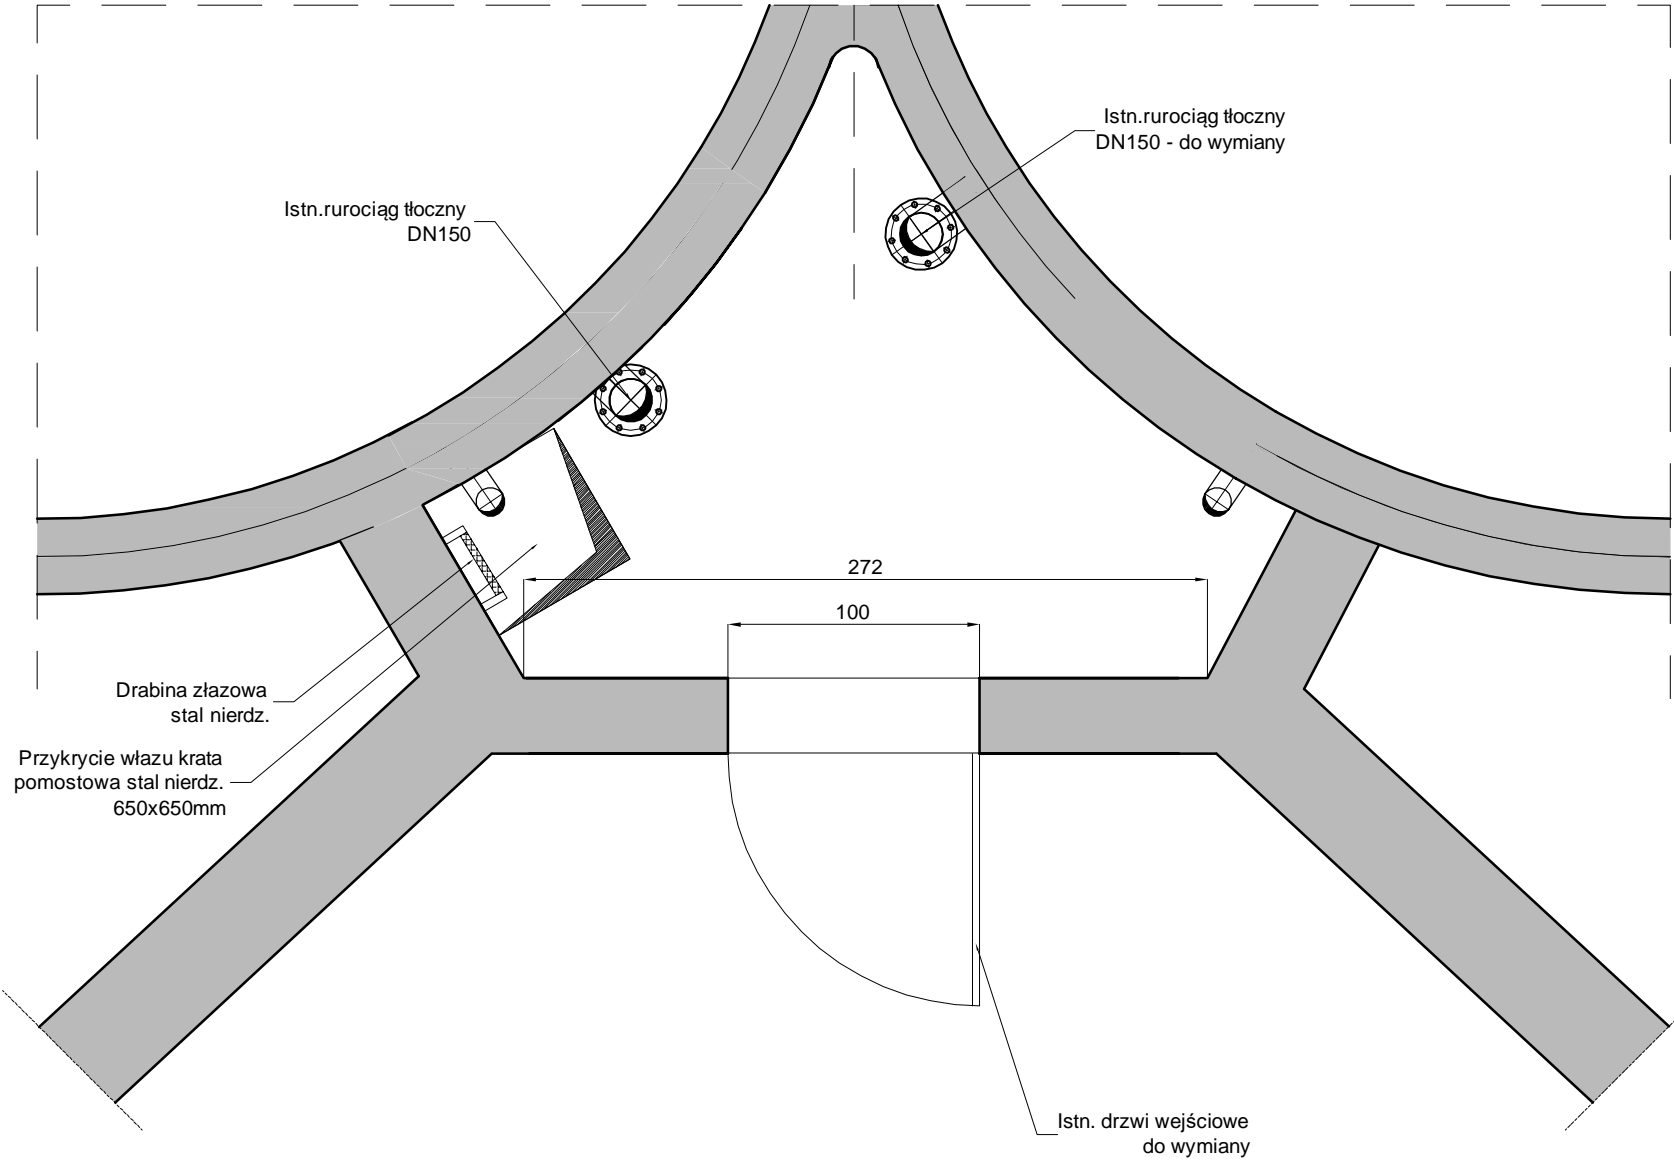 Istn.rurociąg tłoczny
DN150 - do wymiany
Istn.rurociąg tłoczny
DN150
272
100
Drabina złazowa
stal nierdz.
Przykrycie włazu krata
pomostowa stal nierdz.
650x650mm
Istn. drzwi wejściowe
do wymiany